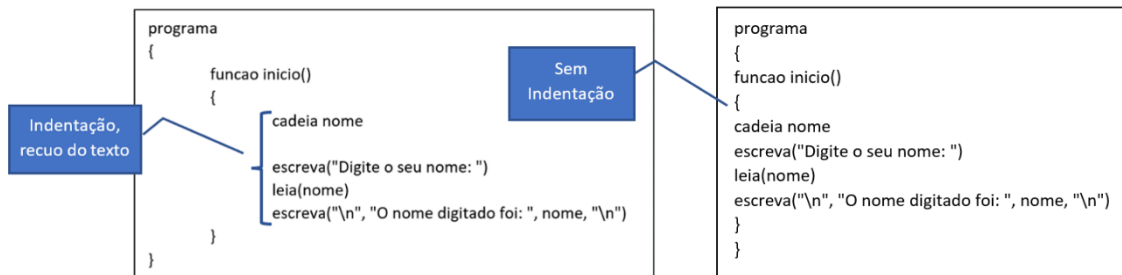 programa
{
funcao inicio()
{
cadeia nome
escreva("Digite o seu nome: ")
leia(nome)
escreva("\n", "O nome digitado foi: ", nome, "\n")
}
}
Indentação,
recuo do texto
Sem
Indentação
programa
{
funcao inicio()
{
cadeia nome
escreva("Digite o seu nome: ")
leia(nome)
escreva("\n", "O nome digitado foi: ", nome, "\n")
}
}